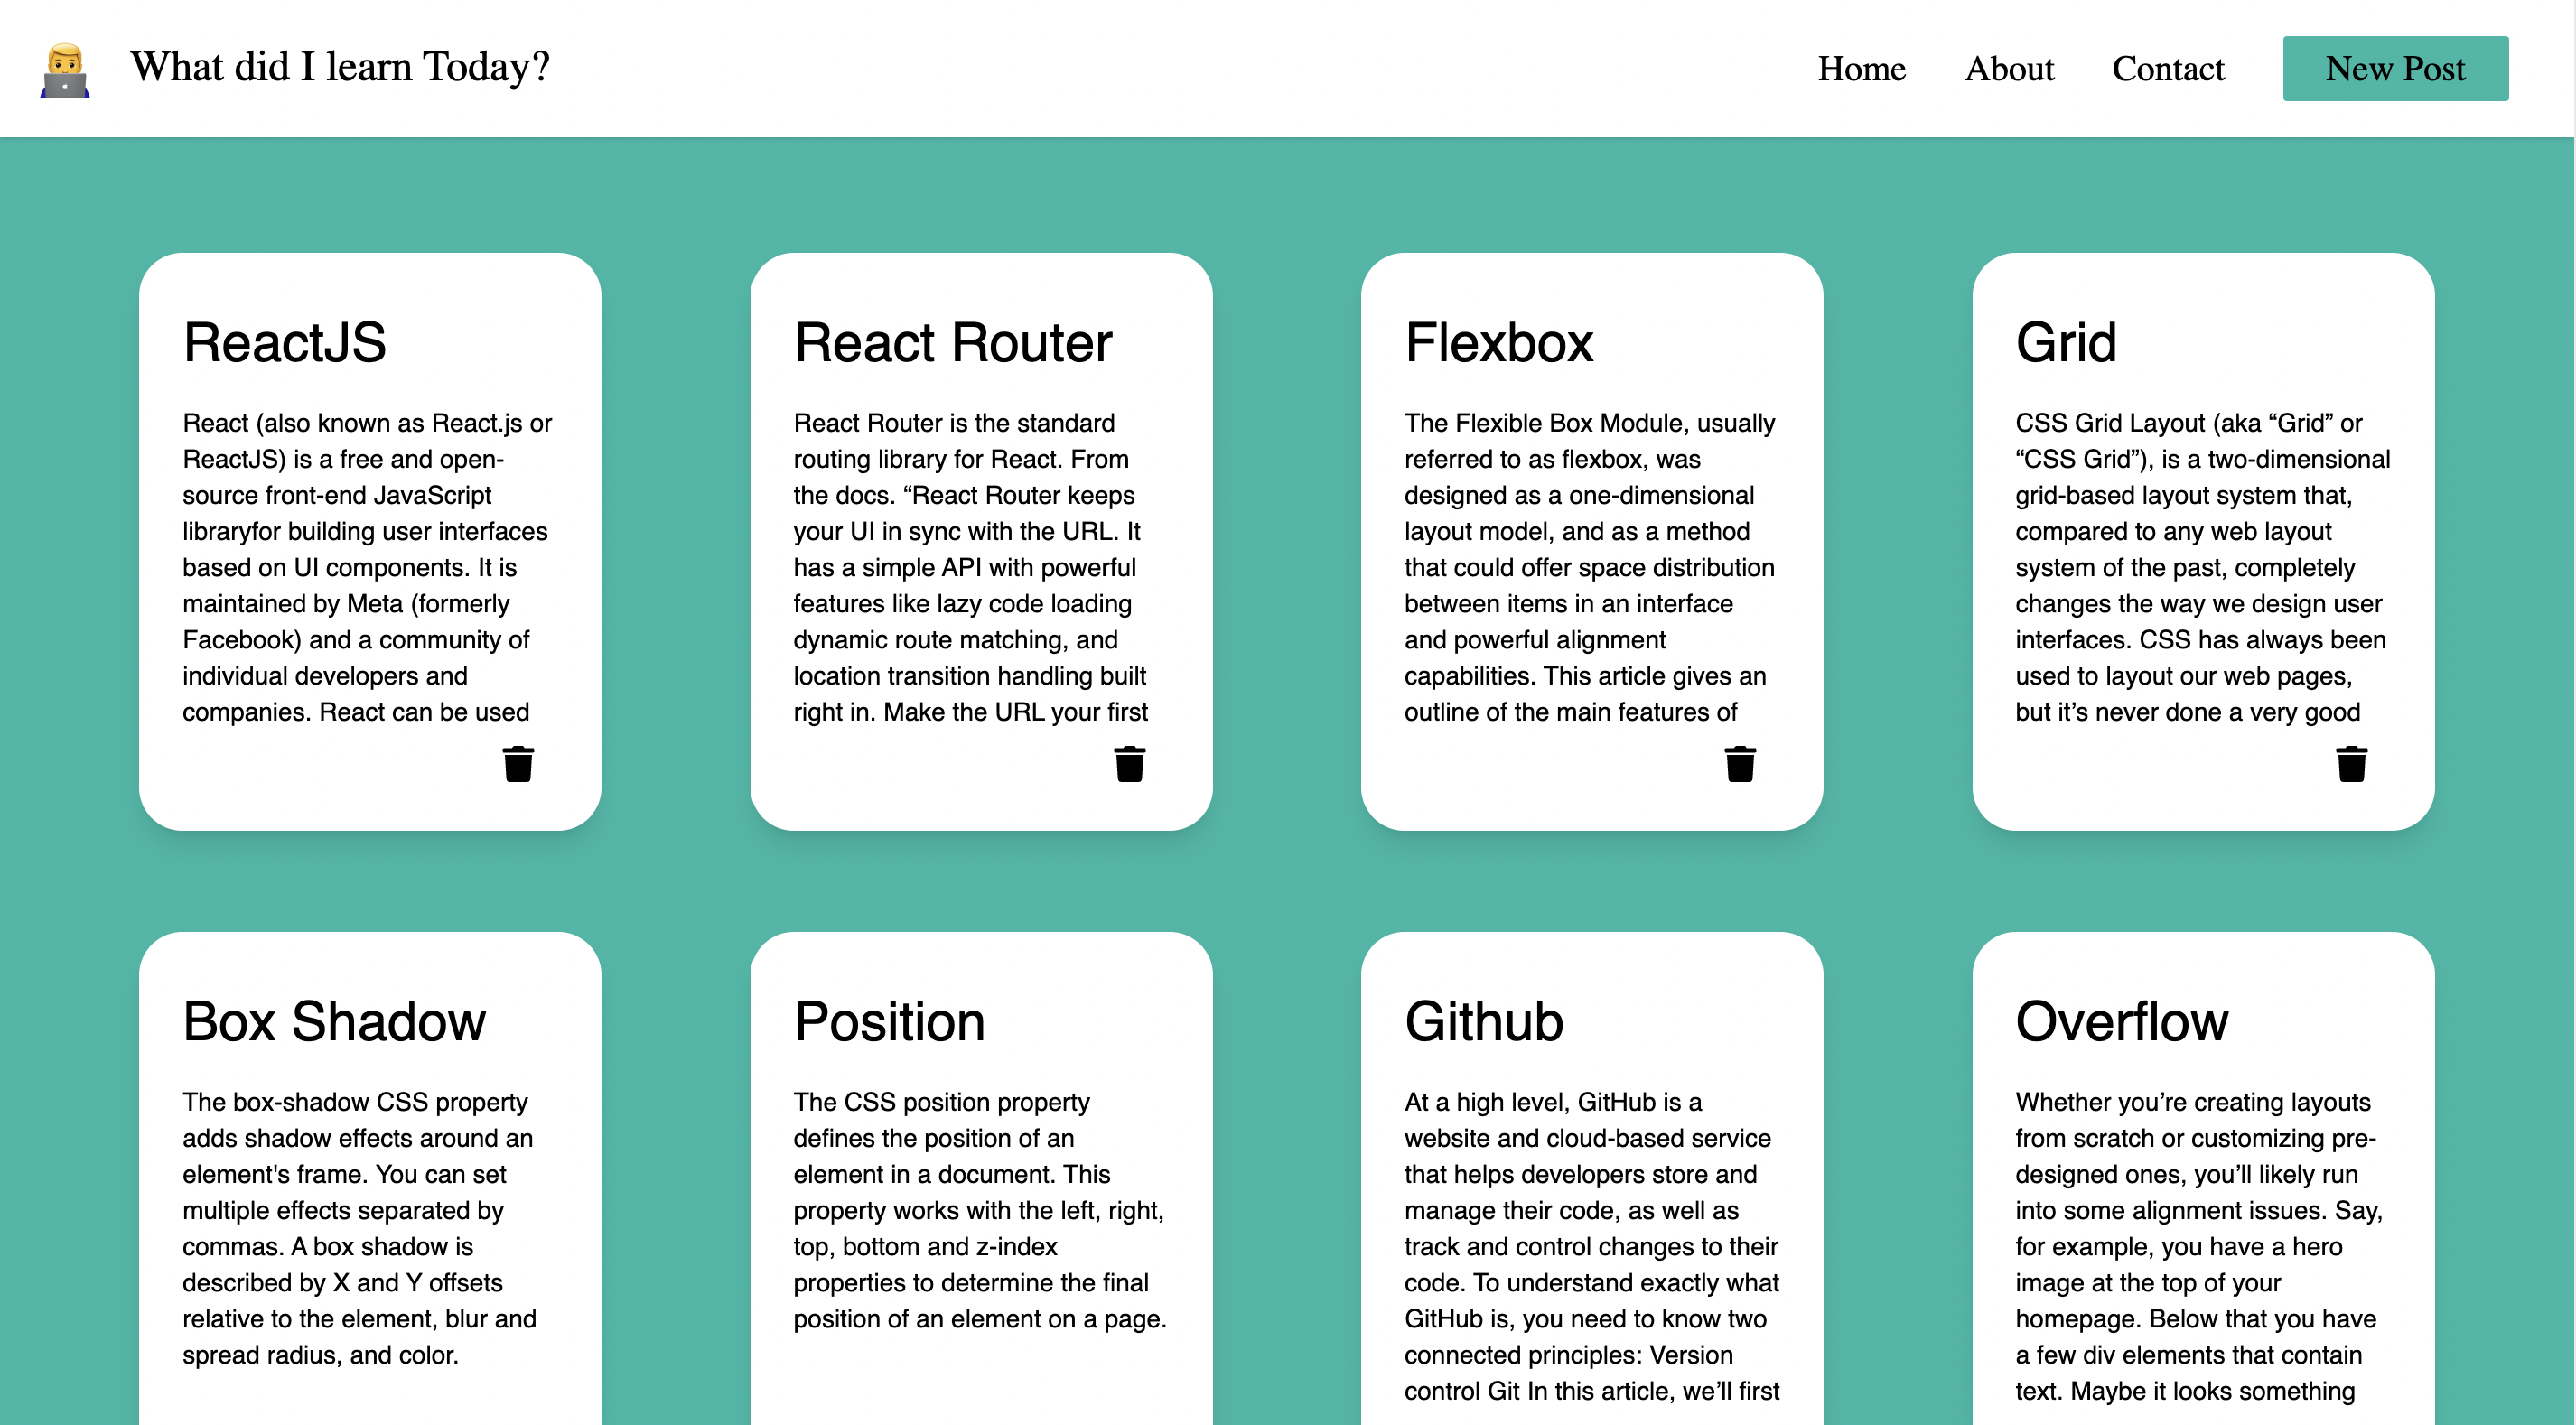 What did I learn Today?
Home
About
Contact
New Post
ReactJS
React (also known as React.js or
ReactJS) is a free and open-
source front-end JavaScript
libraryfor building user interfaces
based on UI components. It is
maintained by Meta (formerly
Facebook) and a community of
individual developers and
companies. React can be used
React Router
React Router is the standard
routing library for React. From
the docs. “React Router keeps
your UI in sync with the URL. It
has a simple API with powerful
features like lazy code loading
dynamic route matching, and
location transition handling built
right in. Make the URL your first
Flexbox
The Flexible Box Module, usually
referred to as flexbox, was
designed as a one-dimensional
layout model, and as a method
that could offer space distribution
between items in an interface
and powerful alignment
capabilities. This article gives an
outline of the main features of
Grid
CSS Grid Layout (aka “Grid” or
“CSS Grid”), is a two-dimensional
grid-based layout system that,
compared to any web layout
system of the past, completely
changes the way we design user
interfaces. CSS has always been
used to layout our web pages,
but it’s never done a very good
Box Shadow
The box-shadow CSS property
adds shadow effects around an
element's frame. You can set
multiple effects separated by
commas. A box shadow is
described by X and Y offsets
relative to the element, blur and
spread radius, and color.
Position
The CSS position property
defines the position of an
element in a document. This
property works with the left, right,
top, bottom and z-index
properties to determine the final
position of an element on a page.
Github
At a high level, GitHub is a
website and cloud-based service
that helps developers store and
manage their code, as well as
track and control changes to their
code. To understand exactly what
GitHub is, you need to know two
connected principles: Version
control Git In this article, we’ll first
Overflow
Whether you’re creating layouts
from scratch or customizing pre-
designed ones, you’ll likely run
into some alignment issues. Say,
for example, you have a hero
image at the top of your
homepage. Below that you have
a few div elements that contain
text. Maybe it looks something